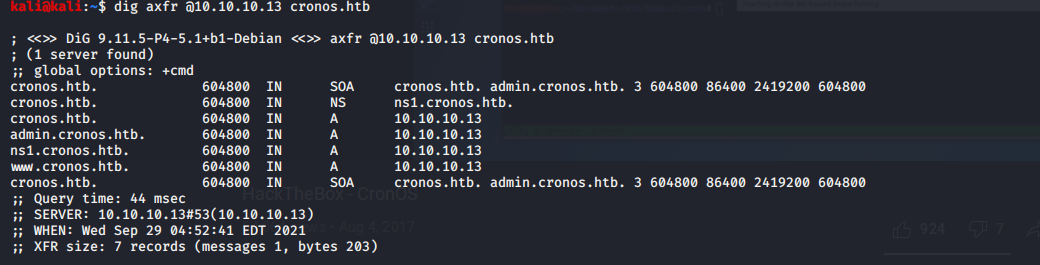 kali@kali:~$ dig axfr @10.10.10.13 cronos.htb
; <<>> DiG 9.11.5-P4-5.1+b1-Debian <<>> axfr @10.10.10.13 cronos.htb
; (1 server found)
;; global options: +cmd
cronos.htb. 604800 IN SOA cronos.htb. admin.cronos.htb. 3 604800 86400 2419200 604800
cronos.htb. 604800 IN NS ns1.cronos.htb.
cronos.htb. 604800 IN A 10.10.10.13
admin.cronos.htb. 604800 IN A 10.10.10.13
ns1.cronos.htb. 604800 IN A 10.10.10.13
www.cronos.htb. 604800 IN A 10.10.10.13
cronos.htb. 604800 IN SOA cronos.htb. admin.cronos.htb. 3 604800 86400 2419200 604800
HackTheBox - CronOS
;; Query time: 44 msec
;; SERVER: 10.10.10.13#53(10.10.10.13)
;; WHEN: Wed Sep 29 04:52:41 EDT 2021
• Aug 4, 2017
924 7
;; XFR size: 7 records (messages 1, bytes 203)